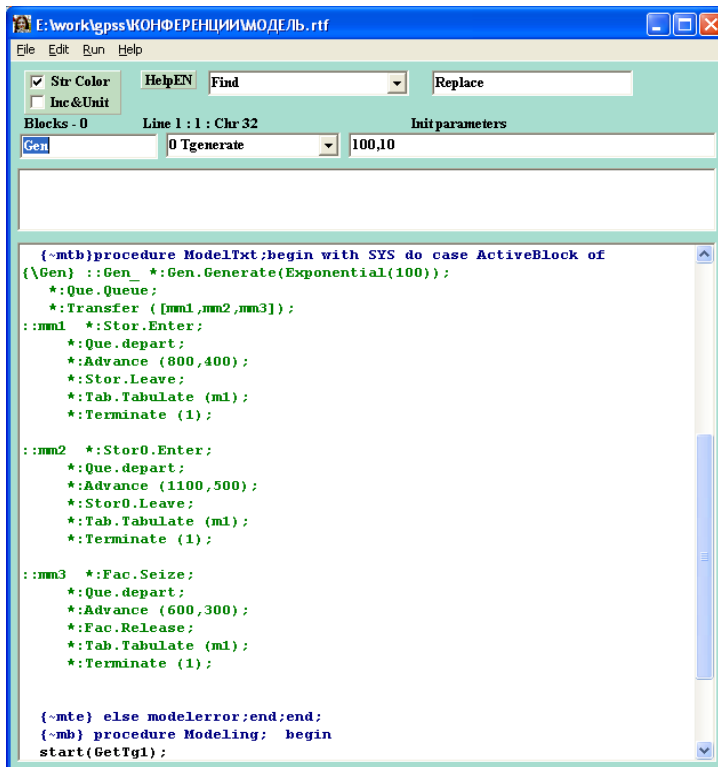 E:\work\gpss\КОНФЕРЕНЦИИ\МОДЕЛЬ.rtf
File Edit Run Help
Str Color HelpEN Find Replace
Inc&Unit
Blocks - 0 Line 1 : 1 : Chr 32 Init parameters
Gen 0 Tgenerate 100,10
{~mtb}procedure ModelTxt;begin with SYS do case ActiveBlock of
{\Gen} ::Gen_ *:Gen.Generate(Exponential(100));
*:Que.Queue;
*:Transfer ([mm1,mm2,mm3]);
::mm1 *:Stor.Enter;
*:Que.depart;
*:Advance (800,400);
*:Stor.Leave;
*:Tab.Tabulate (m1);
*:Terminate (1);
::mm2 *:Stor0.Enter;
*:Que.depart;
*:Advance (1100,500);
*:Stor0.Leave;
*:Tab.Tabulate (m1);
*:Terminate (1);
::mm3 *:Fac.Seize;
*:Que.depart;
*:Advance (600,300);
*:Fac.Release;
*:Tab.Tabulate (m1);
*:Terminate (1);
{~mte} else modelerror;end;end;
{~mb} procedure Modeling; begin
start(GetTg1);